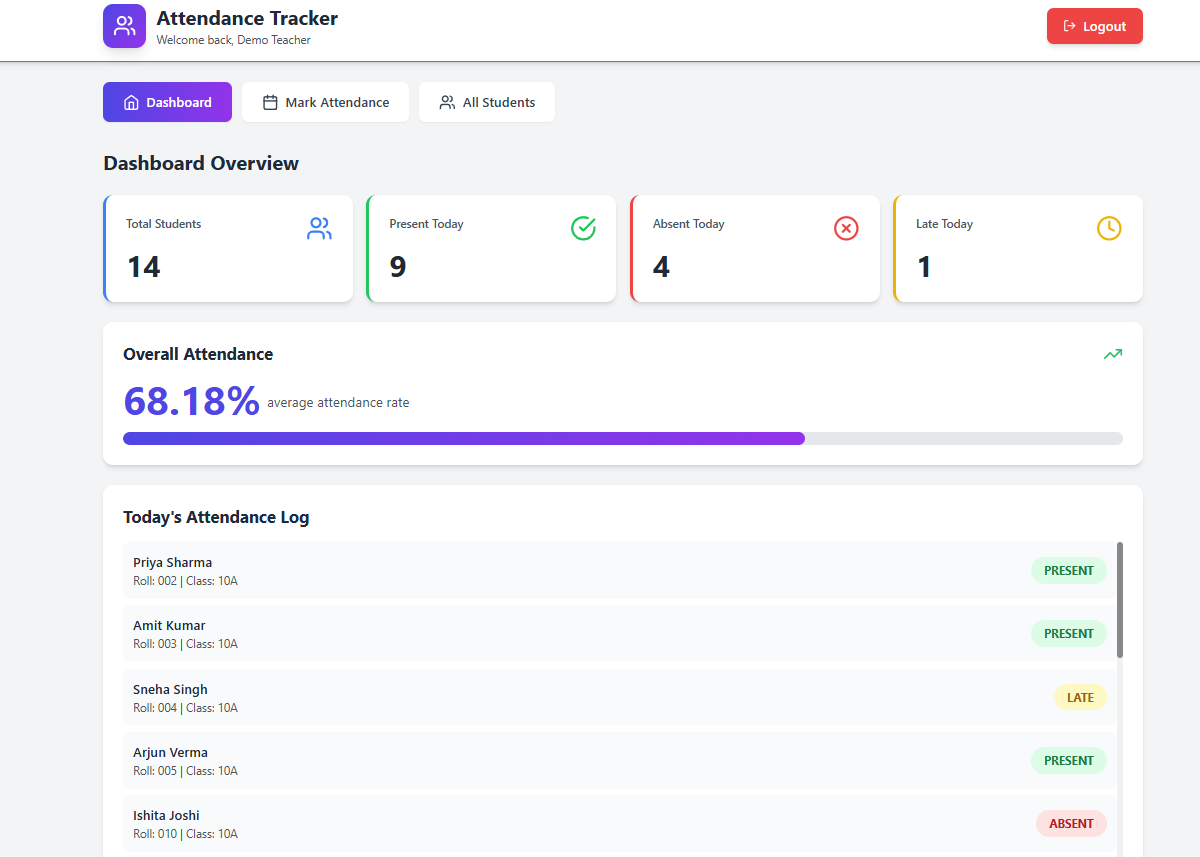 Attendance Tracker
Welcome back, Demo Teacher
Logout
Dashboard
Mark Attendance
All Students
Dashboard Overview
Total Students
14
Present Today
9
Absent Today
4
Late Today
1
Overall Attendance
68.18% average attendance rate
Today's Attendance Log
Priya Sharma
Roll: 002 | Class: 10A
PRESENT
Amit Kumar
Roll: 003 | Class: 10A
PRESENT
Sneha Singh
Roll: 004 | Class: 10A
LATE
Arjun Verma
Roll: 005 | Class: 10A
PRESENT
Ishita Joshi
Roll: 010 | Class: 10A
ABSENT